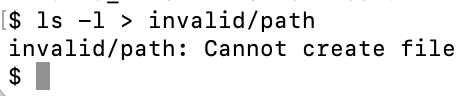 $ ls -l > invalid/path
invalid/path: Cannot create file
$